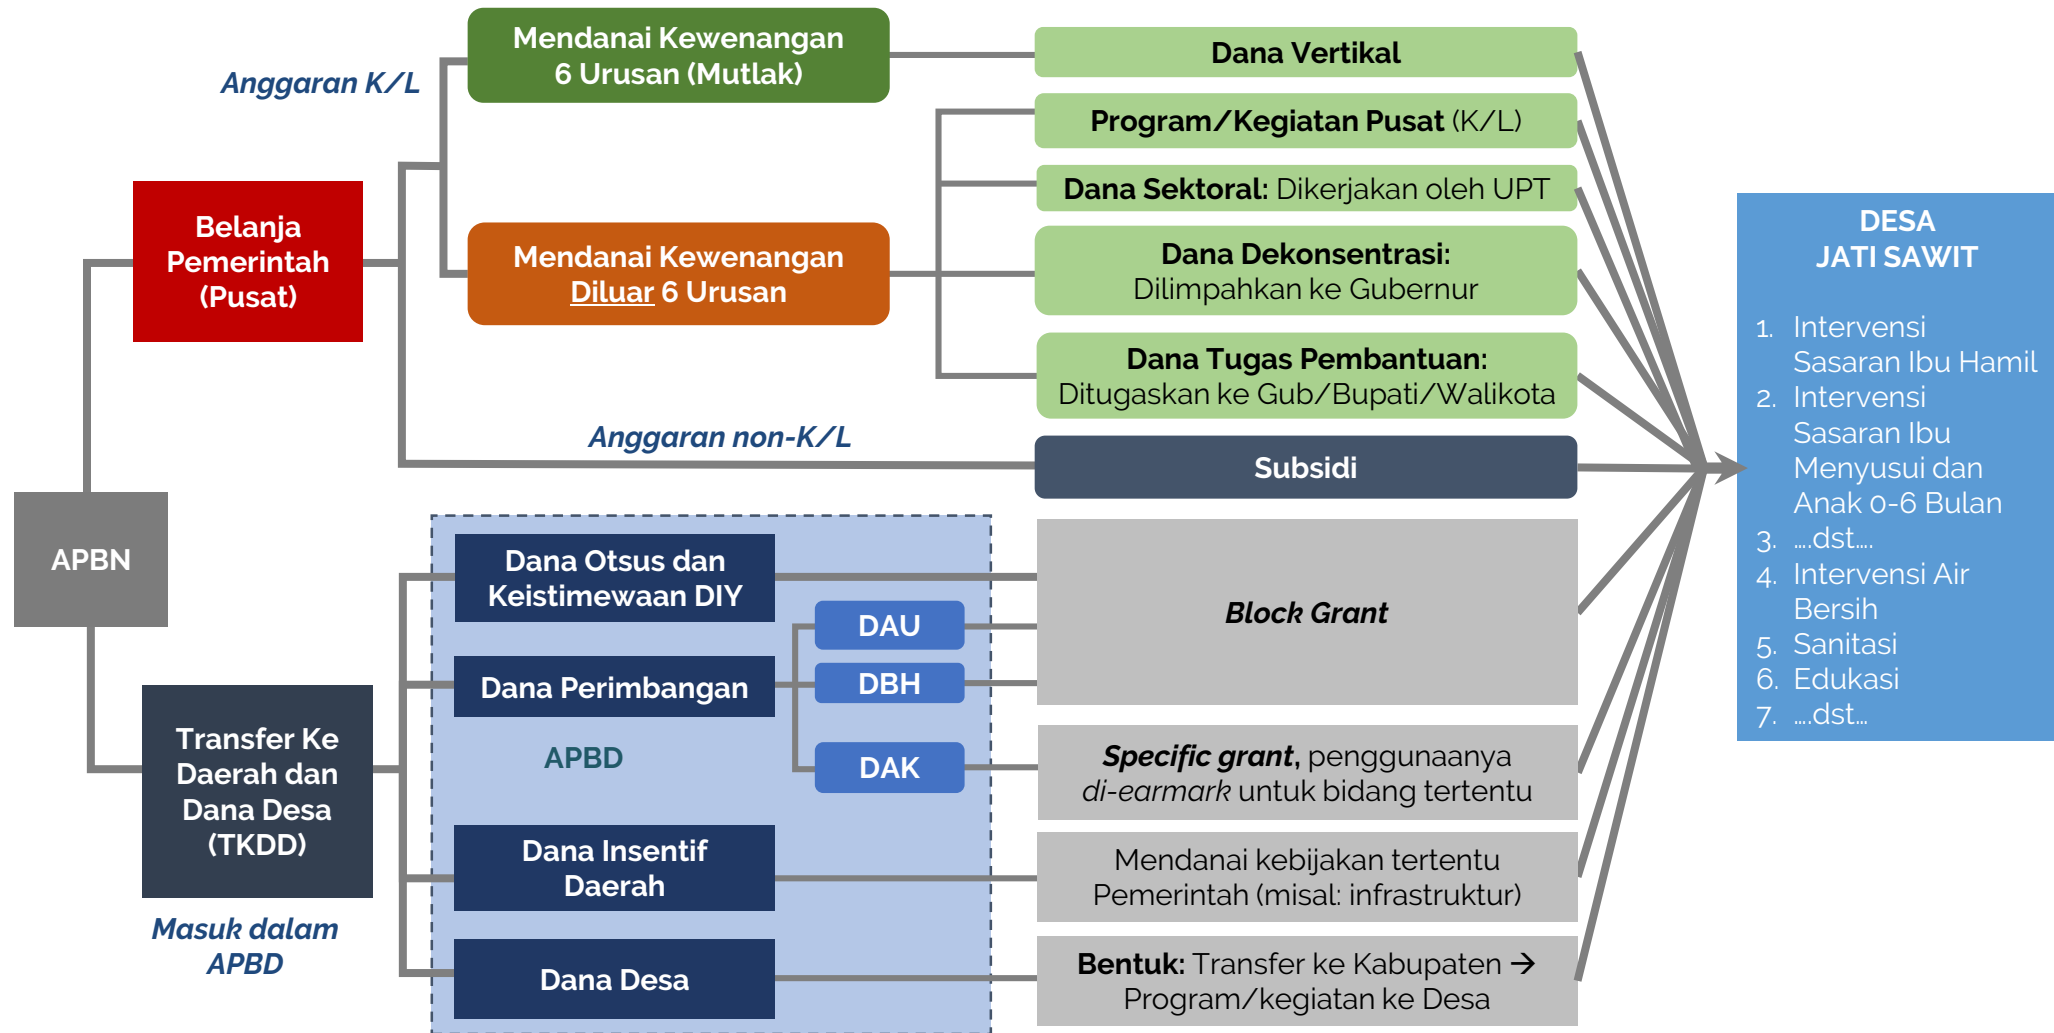 APBN
Belanja
Pemerintah
(Pusat)
Transfer Ke
Daerah dan
Dana Desa
(TKDD)
Masuk dalam
APBD
Anggaran K/L
Mendanai Kewenangan
6 Urusan (Mutlak)
Mendanai Kewenangan
Diluar 6 Urusan
Anggaran non-K/L
Dana Vertikal
Program/Kegiatan Pusat (K/L)
Dana Sektoral: Dikerjakan oleh UPT
Dana Dekonsentrasi:
Dilimpahkan ke Gubernur
Dana Tugas Pembantuan:
Ditugaskan ke Gub/Bupati/Walikota
Subsidi
Dana Otsus dan
Keistimewaan DIY
Dana Perimbangan
APBD
Dana Insentif
Daerah
Dana Desa
DAU
DBH
DAK
Block Grant
Specific grant, penggunaanya
di-earmark untuk bidang tertentu
Mendanai kebijakan tertentu
Pemerintah (misal: infrastruktur)
Bentuk: Transfer ke Kabupaten →
Program/kegiatan ke Desa
DESA
JATI SAWIT
1. Intervensi
Sasaran Ibu Hamil
2. Intervensi
Sasaran Ibu
Menyusui dan
Anak 0-6 Bulan
3. ….dst….
4. Intervensi Air
Bersih
5. Sanitasi
6. Edukasi
7. ….dst…